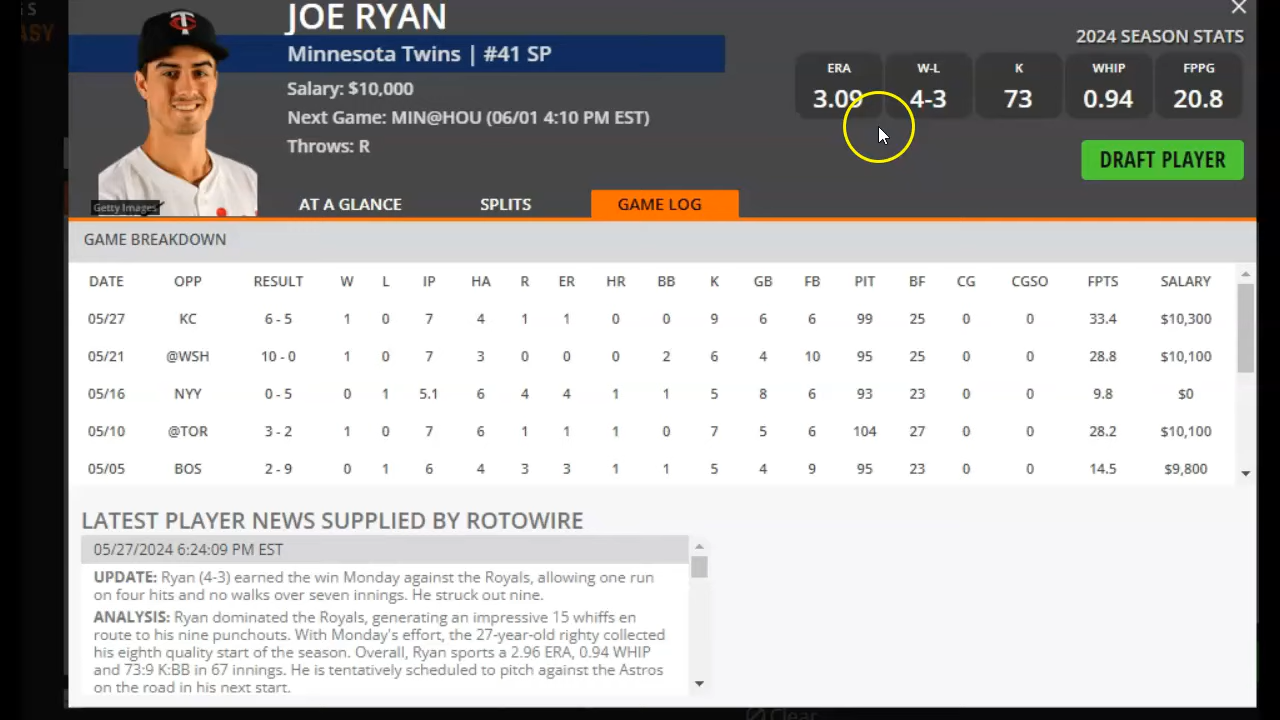 S
ASY
JOE RYAN
Minnesota Twins | #41 SP
Salary: $10,000
Next Game: MIN@HOU (06/01 4:10 PM EST)
Throws: R
Getty Images
2024 SEASON STATS
ERA W-L K WHIP FPPG
3.09 4-3 73 0.94 20.8
DRAFT PLAYER
AT A GLANCE SPLITS GAME LOG
GAME BREAKDOWN
DATE OPP RESULT W L IP HA R ER HR BB K GB FB PIT BF CG CGSO FPTS SALARY
05/27 KC 6 - 5 1 0 7 4 1 1 0 0 9 6 6 99 25 0 0 33.4 $10,300
05/21 @WSH 10 - 0 1 0 7 3 0 0 0 2 6 4 10 95 25 0 0 28.8 $10,100
05/16 NYY 0 - 5 0 1 5.1 6 4 4 1 1 5 8 6 93 23 0 0 9.8 $0
05/10 @TOR 3 - 2 1 0 7 6 1 1 1 0 7 5 6 104 27 0 0 28.2 $10,100
05/05 BOS 2 - 9 0 1 6 4 3 3 1 1 5 4 9 95 23 0 0 14.5 $9,800
LATEST PLAYER NEWS SUPPLIED BY ROTOWIRE
05/27/2024 6:24:09 PM EST
UPDATE: Ryan (4-3) earned the win Monday against the Royals, allowing one run
on four hits and no walks over seven innings. He struck out nine.
ANALYSIS: Ryan dominated the Royals, generating an impressive 15 whiffs en
route to his nine punchouts. With Monday's effort, the 27-year-old righty collected
his eighth quality start of the season. Overall, Ryan sports a 2.96 ERA, 0.94 WHIP
and 73:9 K:BB in 67 innings. He is tentatively scheduled to pitch against the Astros
on the road in his next start.
Clear